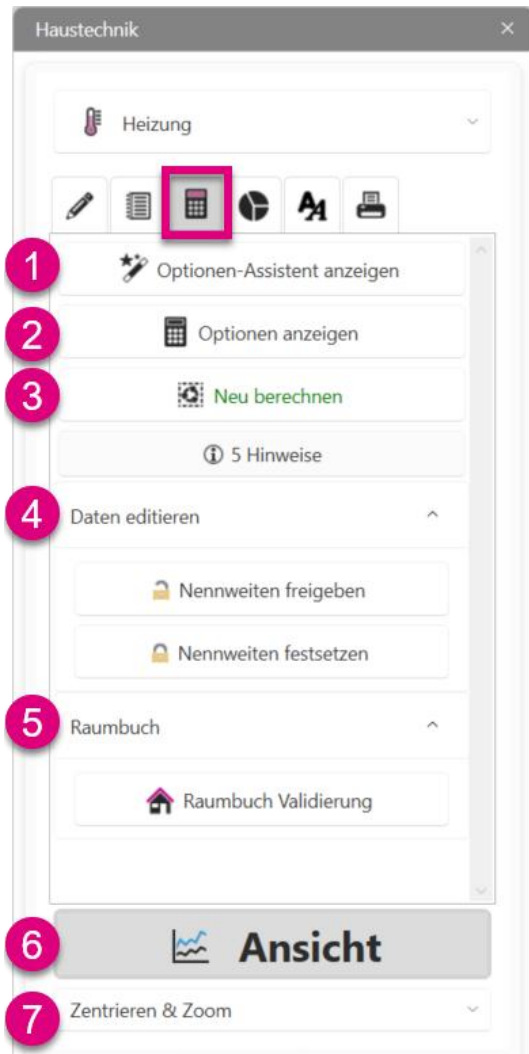 Haustechnik
Heizung
1 Optionen-Assistent anzeigen
2 Optionen anzeigen
3 Neu berechnen
5 Hinweise
4 Daten editieren
Nennweiten freigeben
Nennweiten festsetzen
5 Raumbuch
Raumbuch Validierung
6 Ansicht
7 Zentrieren & Zoom